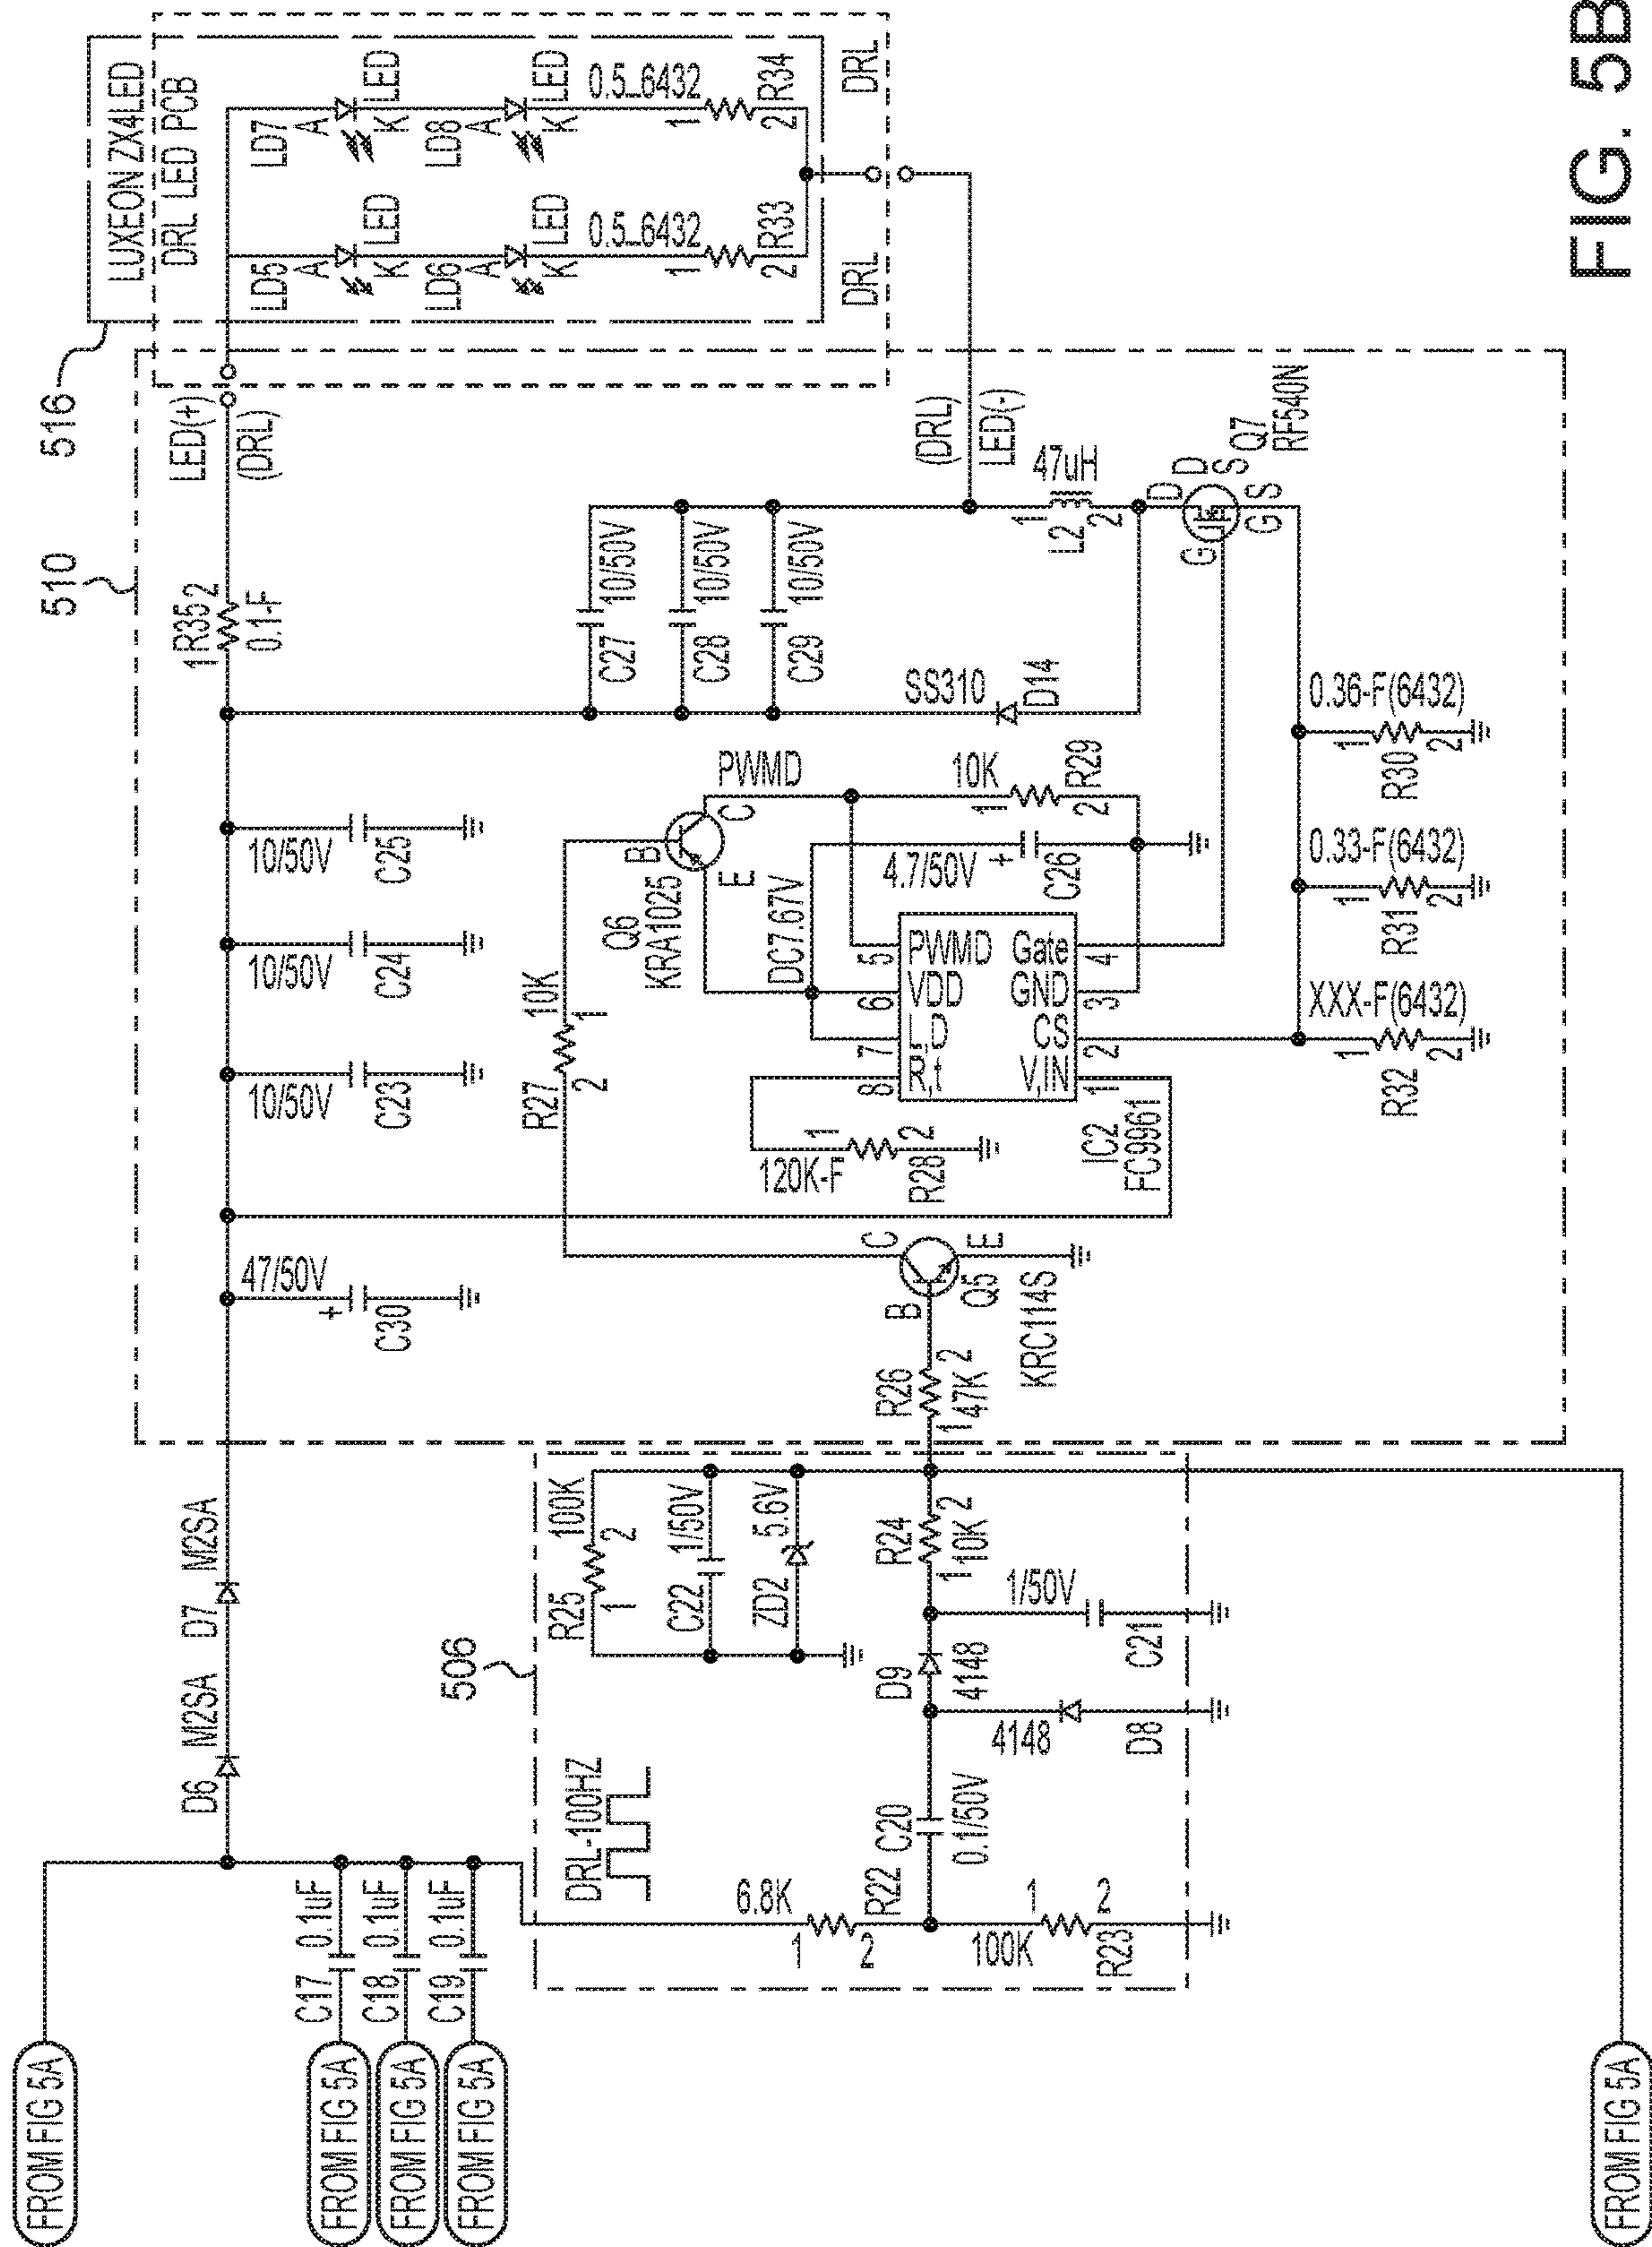 FIG. 5B
516
LUXEON ZX4LED
DRL LED PCB
LD5
A
K
LED
LD6
A
K
LED
0.5_6432
1
2
R33
LD7
A
K
LED
LD8
A
K
LED
0.5_6432
1
2
R34
DRL
DRL
510
LED(+)
(DRL)
1R35 2
0.1-F
(DRL)
LED(-)
C27
10/50V
C28
10/50V
C29
10/50V
SS310
D14
47uH
1
L2
2
D
D
S
G
G
S
Q7
RF540N
10/50V
C25
10/50V
C24
10/50V
C23
47/50V
+
C30
R27
10K
2
1
Q6
KRA1025
B
C
E
PWMD
10K
1
2
R29
DC7.67V
4.7/50V
+
C26
5
PWMD
6
VDD
7
L,D
8
R,t
Gate
4
GND
3
CS
2
V,IN
1
IC2
FC9961
120K-F
1
2
R28
0.36-F(6432)
1
2
R30
0.33-F(6432)
1
2
R31
XXX-F(6432)
1
2
R32
B
C
E
Q5
KRC114S
R26
1 47K 2
D6
M2SA
D7
M2SA
506
R25
100K
1
2
C22
1/50V
ZD2
5.6V
R24
1 10K 2
1/50V
C21
D9
4148
4148
D8
DRL-100HZ
C20
0.1/50V
6.8K
1
2
R22
1
2
100K
R23
C17
0.1uF
C18
0.1uF
C19
0.1uF
FROM FIG 5A
FROM FIG 5A
FROM FIG 5A
FROM FIG 5A
FROM FIG 5A